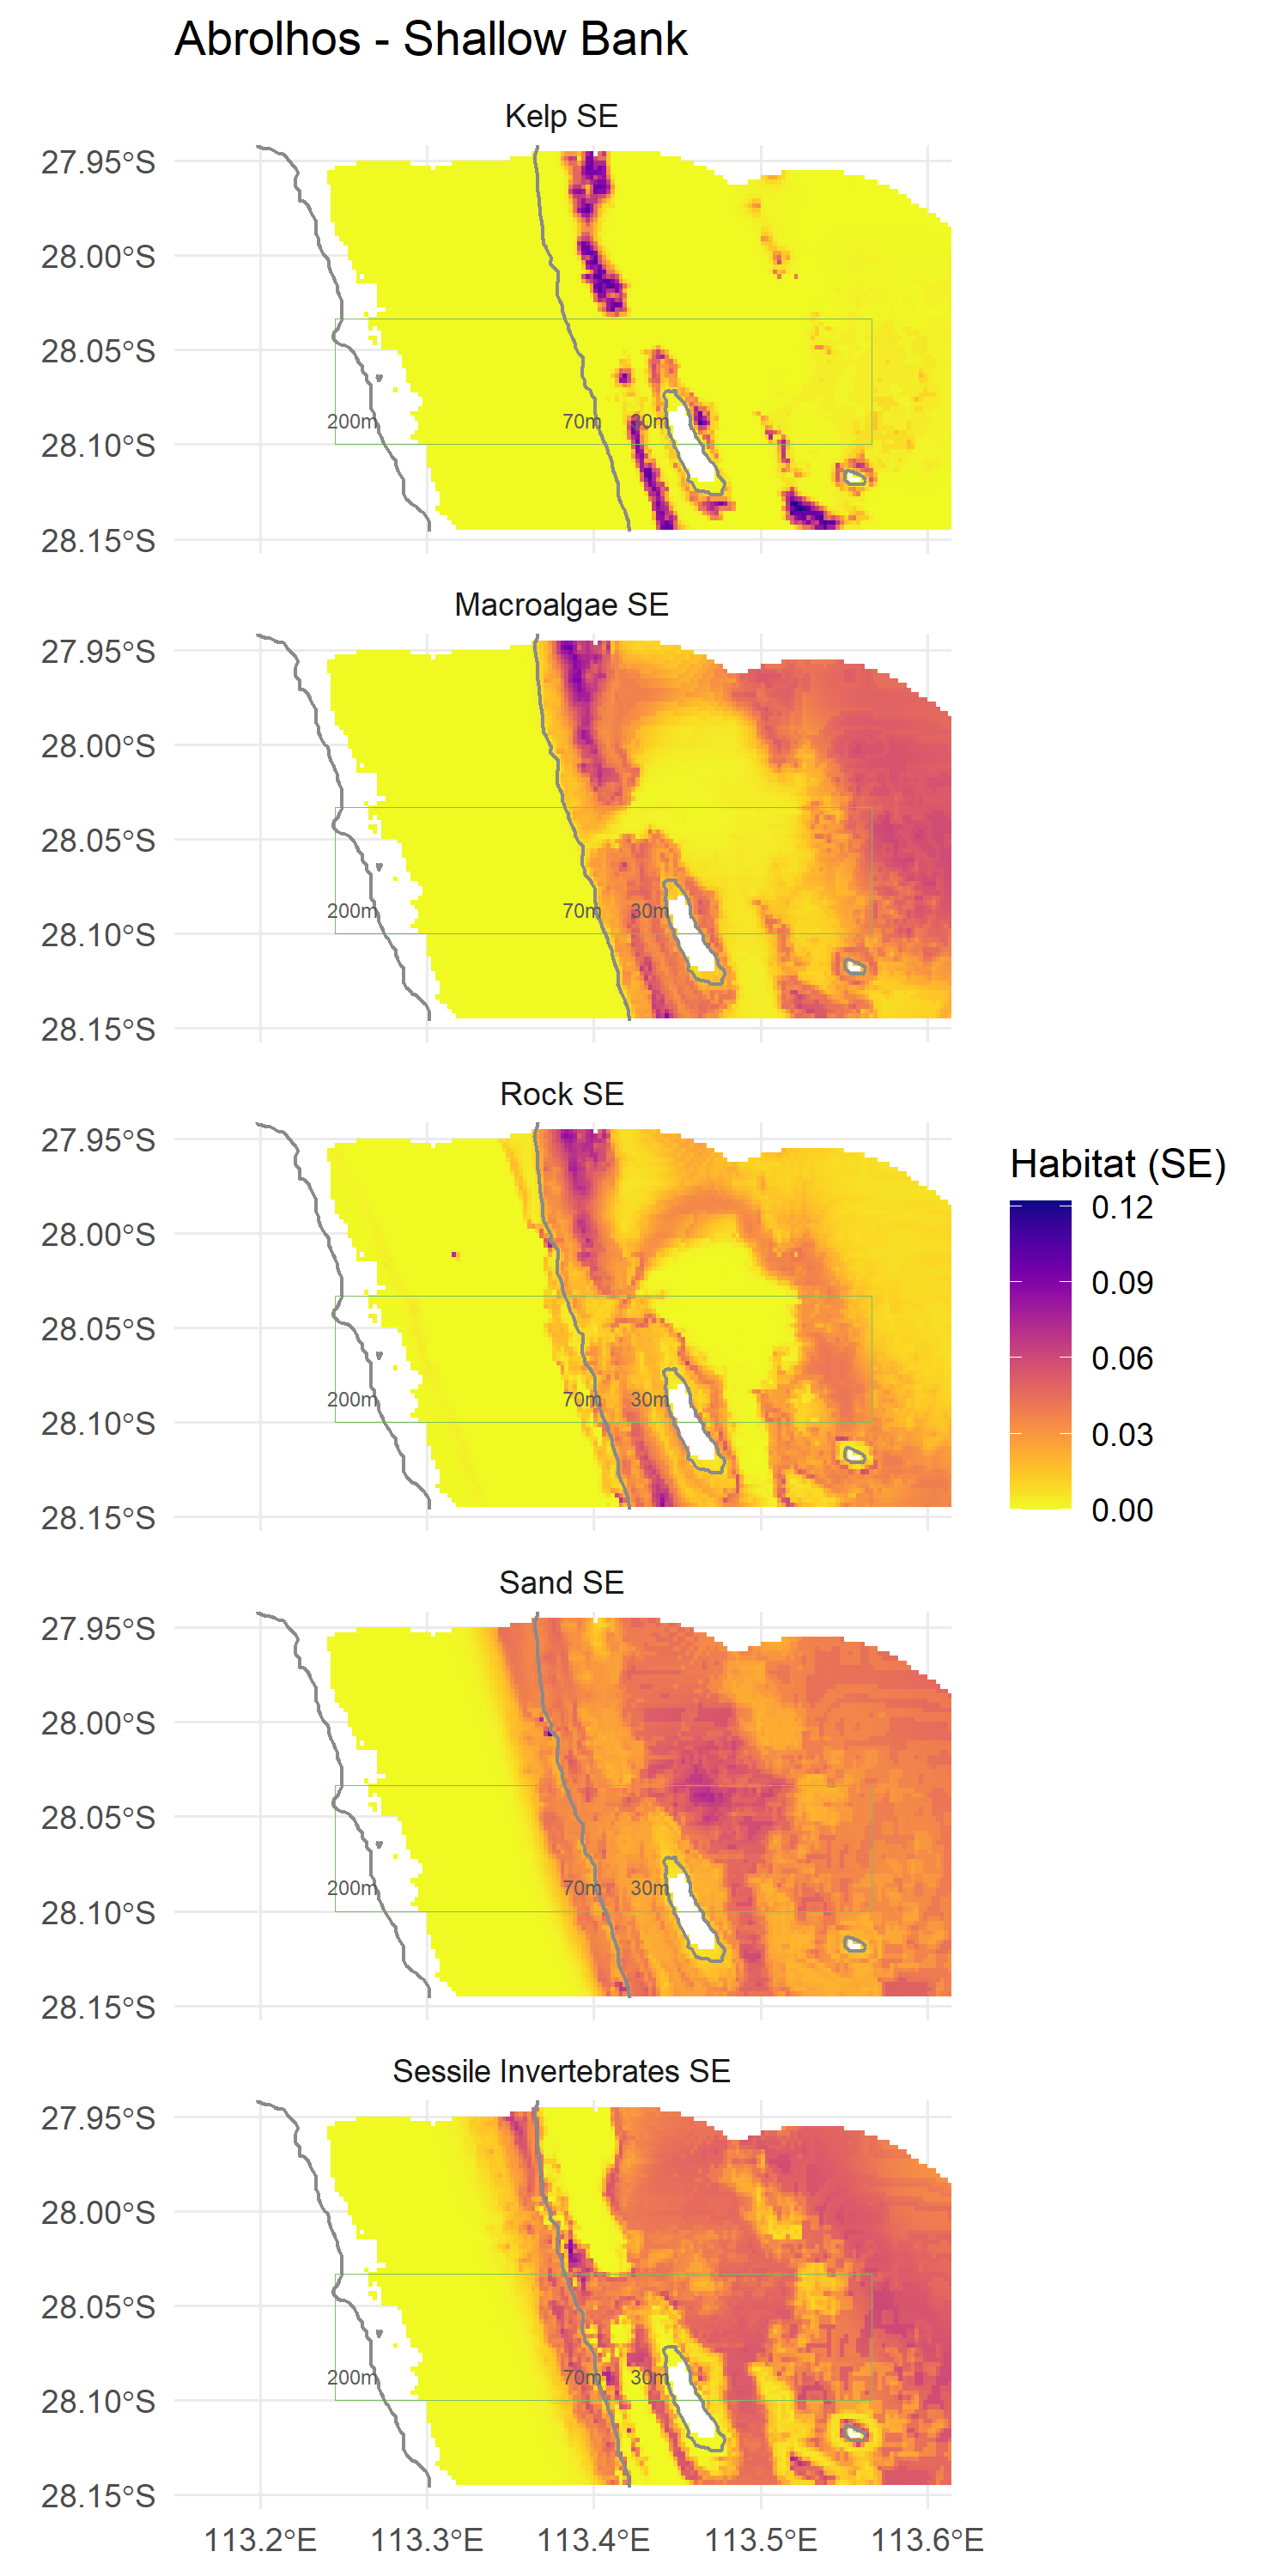 Abrolhos - Shallow Bank
Kelp SE
27.95°S
28.00°S
28.05°S
200m 70m 30m
28.10°S
28.15°S
Macroalgae SE
27.95°S
28.00°S
28.05°S
200m 70m 30m
28.10°S
28.15°S
Rock SE
27.95°S
28.00°S
28.05°S
200m 70m 30m
28.10°S
28.15°S
Habitat (SE)
0.12
0.09
0.06
0.03
0.00
Sand SE
27.95°S
28.00°S
28.05°S
200m 70m 30m
28.10°S
28.15°S
Sessile Invertebrates SE
27.95°S
28.00°S
28.05°S
200m 70m 30m
28.10°S
28.15°S
113.2°E 113.3°E 113.4°E 113.5°E 113.6°E